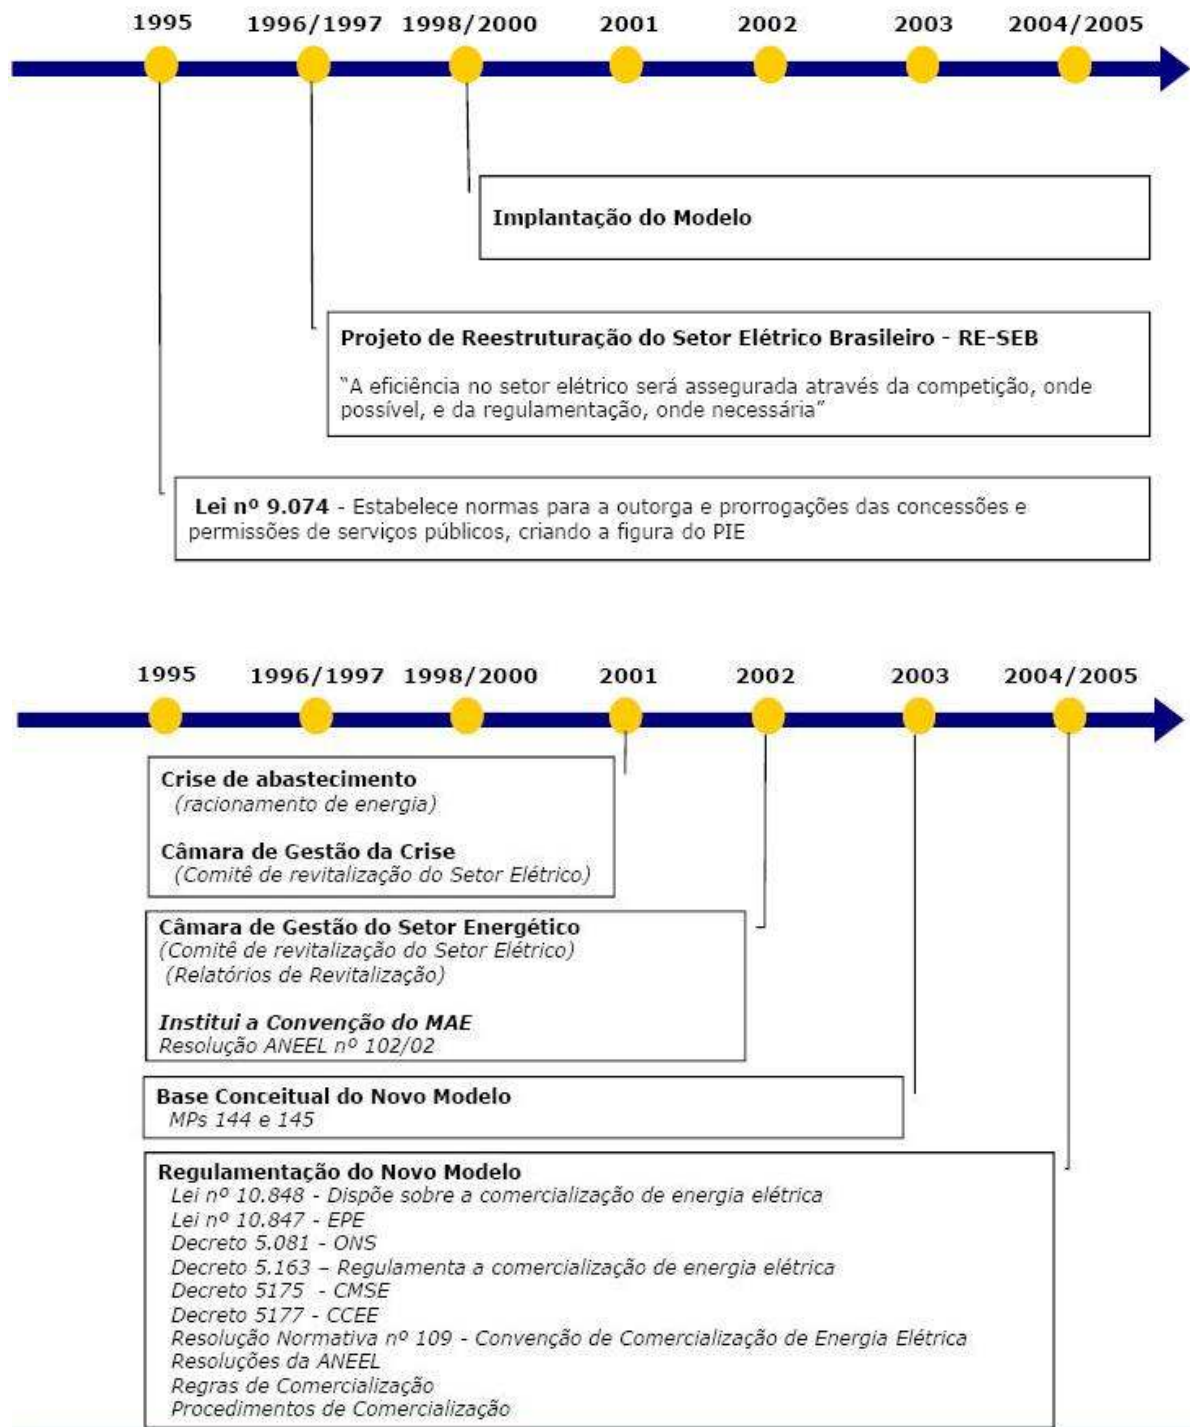 1995 1996/1997 1998/2000 2001 2002 2003 2004/2005
Implantação do Modelo
Projeto de Reestruturação do Setor Elétrico Brasileiro - RE-SEB
“A eficiência no setor elétrico será assegurada através da competição, onde
possível, e da regulamentação, onde necessária”
Lei nº 9.074 - Estabelece normas para a outorga e prorrogações das concessões e
permissões de serviços públicos, criando a figura do PIE
1995 1996/1997 1998/2000 2001 2002 2003 2004/2005
Crise de abastecimento
(racionamento de energia)
Câmara de Gestão da Crise
(Comitê de revitalização do Setor Elétrico)
Câmara de Gestão do Setor Energético
(Comitê de revitalização do Setor Elétrico)
(Relatórios de Revitalização)
Institui a Convenção do MAE
Resolução ANEEL nº 102/02
Base Conceitual do Novo Modelo
MPs 144 e 145
Regulamentação do Novo Modelo
Lei nº 10.848 - Dispõe sobre a comercialização de energia elétrica
Lei nº 10.847 - EPE
Decreto 5.081 - ONS
Decreto 5.163 – Regulamenta a comercialização de energia elétrica
Decreto 5175 - CMSE
Decreto 5177 - CCEE
Resolução Normativa nº 109 - Convenção de Comercialização de Energia Elétrica
Resoluções da ANEEL
Regras de Comercialização
Procedimentos de Comercialização